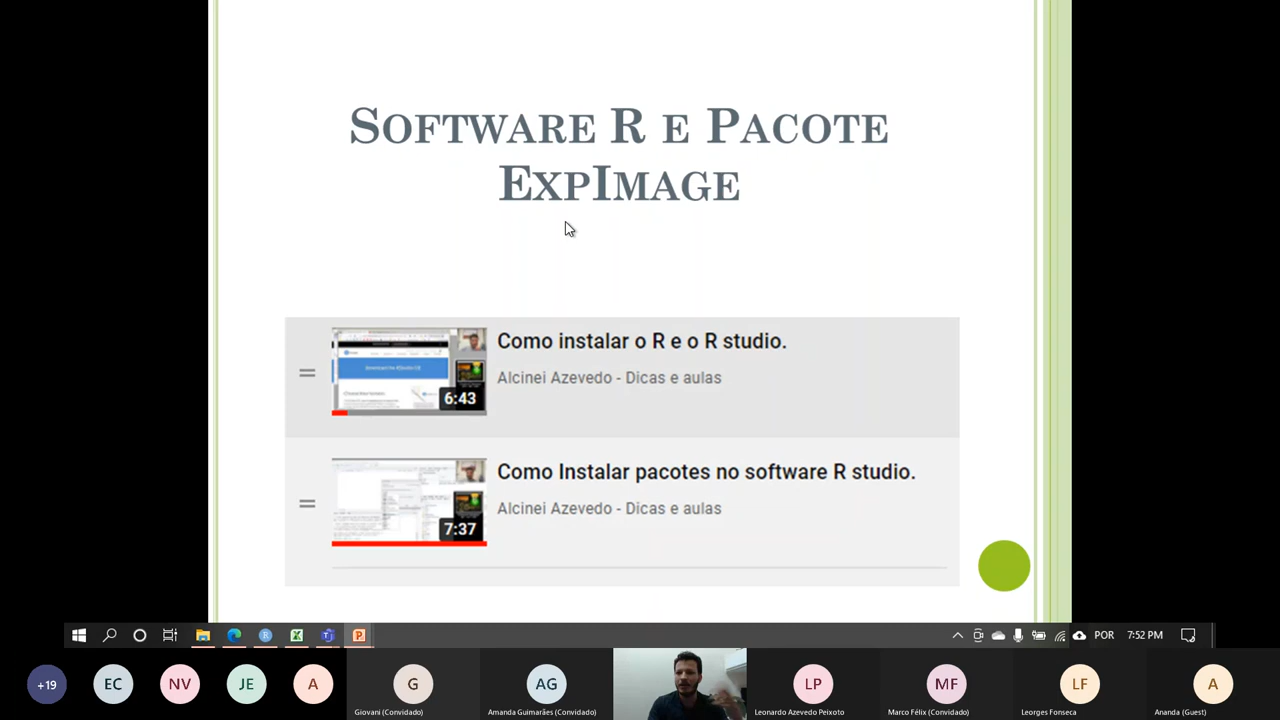 SOFTWARE R E PACOTE
EXPIMAGE
Como instalar o R e o R studio.
Alcinei Azevedo - Dicas e aulas
6:43
Como Instalar pacotes no software R studio.
Alcinei Azevedo - Dicas e aulas
7:37
POR 7:52 PM
+19 EC NV JE A G AG LP MF LF A
Giovani (Convidado) Amanda Guimarães (Convidado) Leonardo Azevedo Peixoto Marco Félix (Convidado) Leorges Fonseca Ananda (Guest)